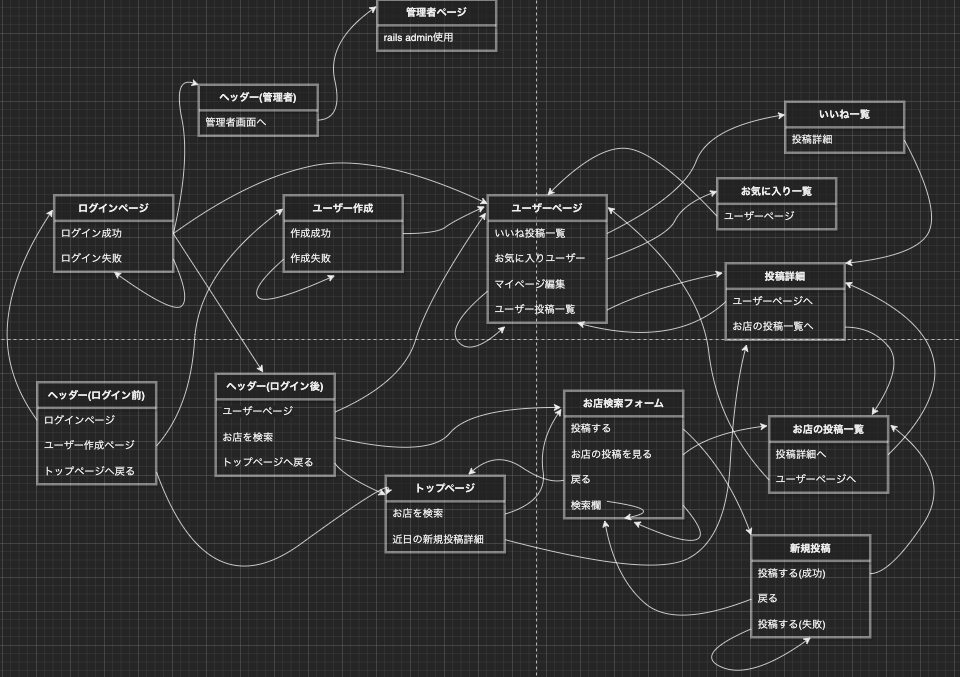 管理者ページ
rails admin使用
ヘッダー(管理者)
管理者画面へ
いいね一覧
投稿詳細
お気に入り一覧
ユーザーページ
ログインページ
ログイン成功
ログイン失敗
ユーザー作成
作成成功
作成失敗
ユーザーページ
いいね投稿一覧
お気に入りユーザー
マイページ編集
ユーザー投稿一覧
投稿詳細
ユーザーページへ
お店の投稿一覧へ
ヘッダー(ログイン前)
ログインページ
ユーザー作成ページ
トップページへ戻る
ヘッダー(ログイン後)
ユーザーページ
お店を検索
トップページへ戻る
お店検索フォーム
投稿する
お店の投稿を見る
戻る
検索欄
お店の投稿一覧
投稿詳細へ
ユーザーページへ
トップページ
お店を検索
近日の新規投稿詳細
新規投稿
投稿する(成功)
戻る
投稿する(失敗)